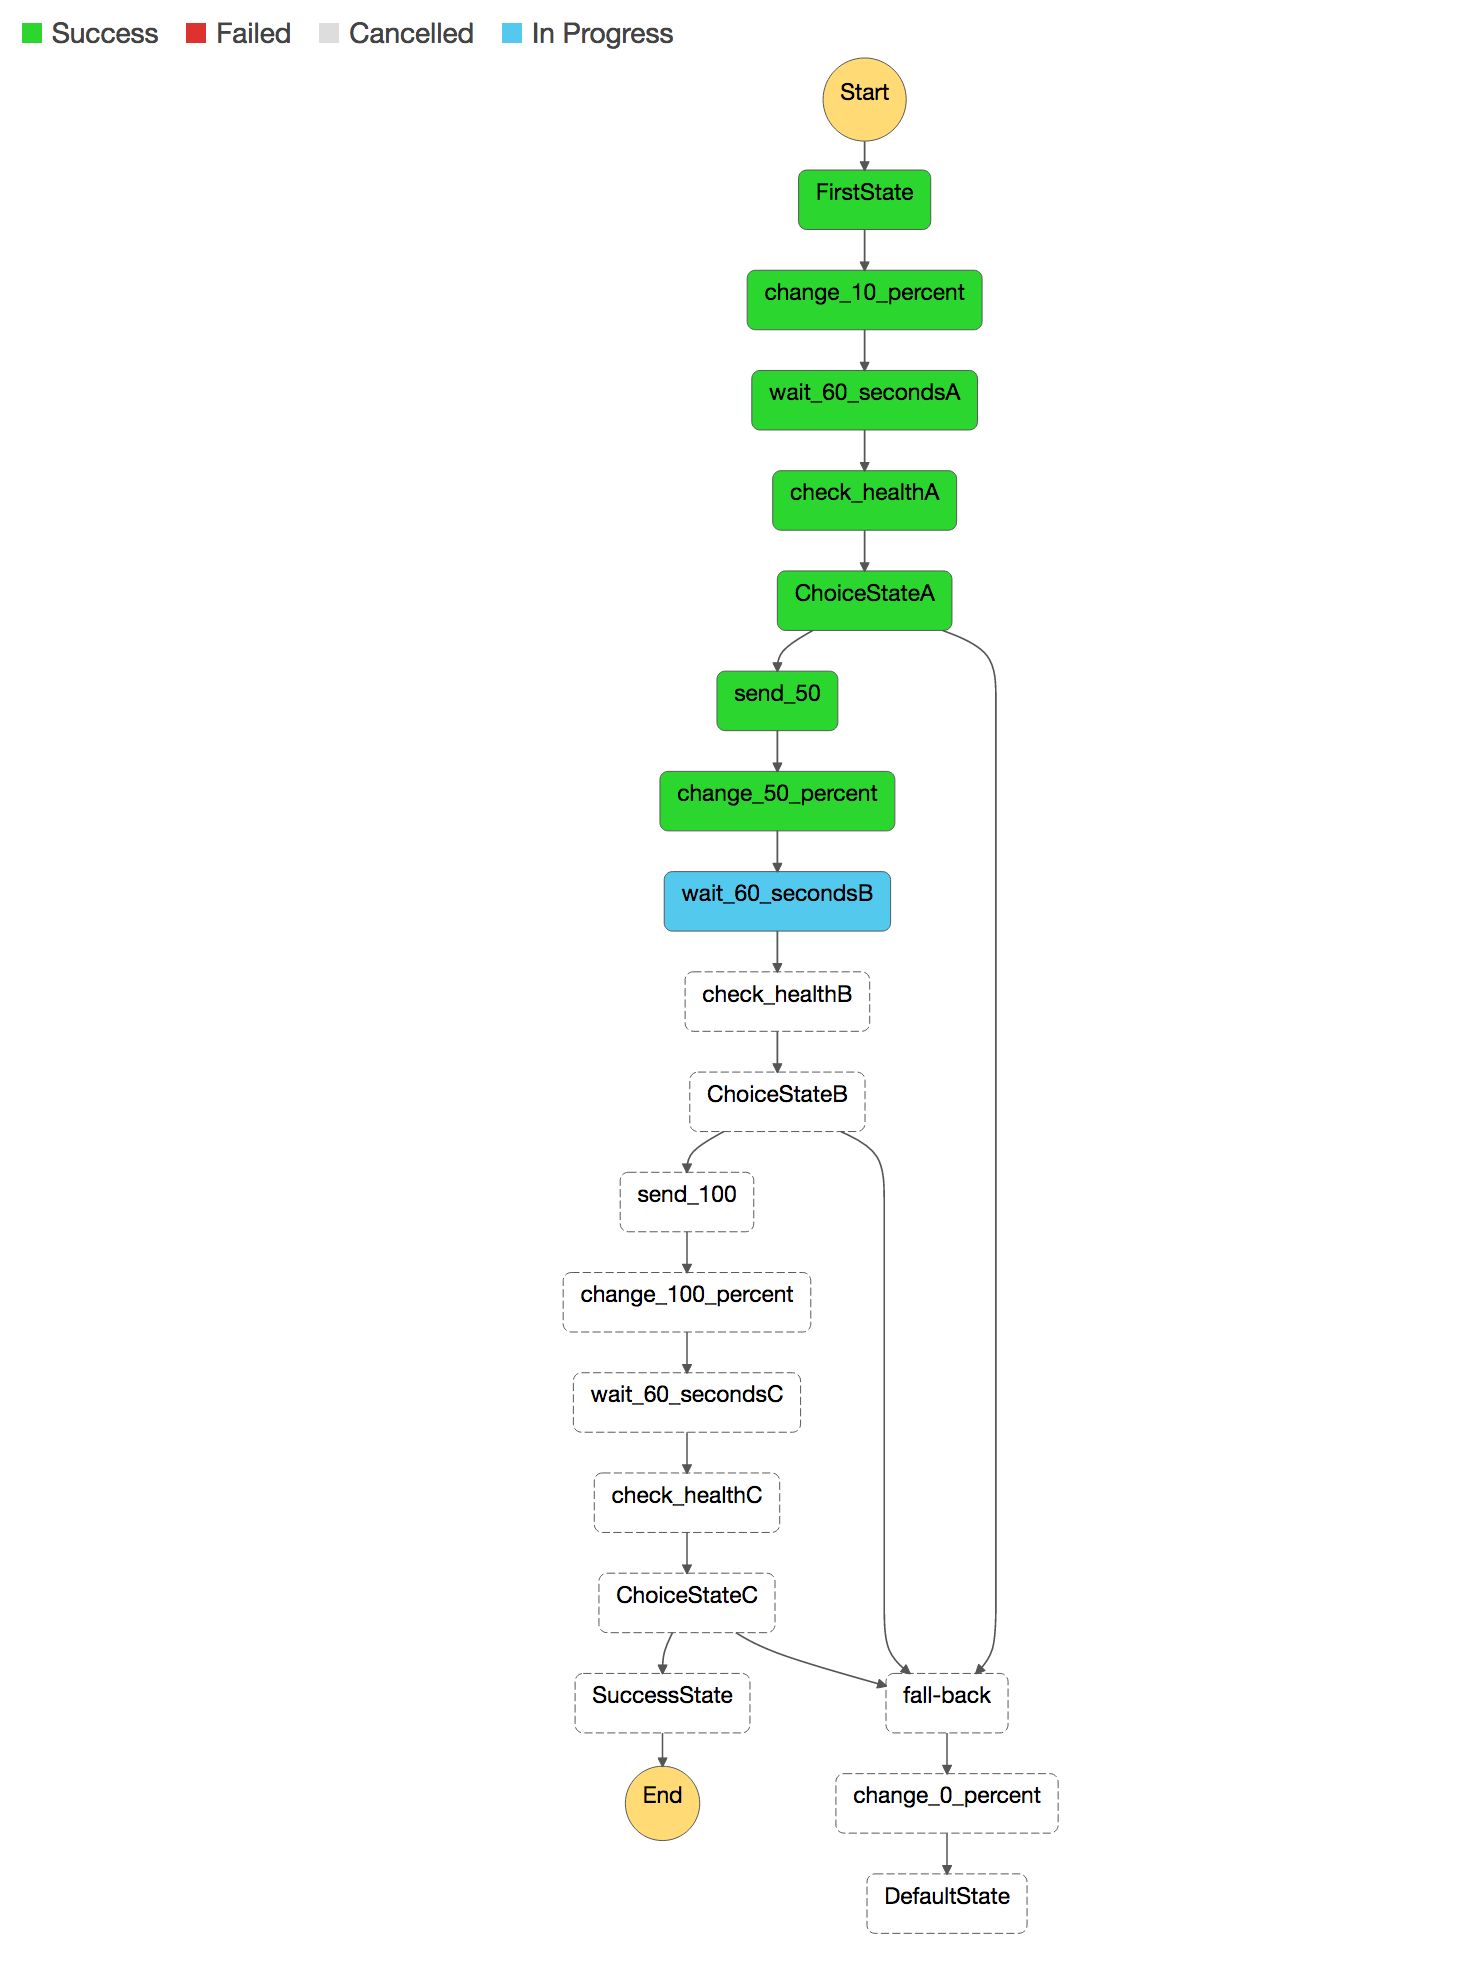 Success Failed Cancelled In Progress
Start
FirstState
change_10_percent
wait_60_secondsA
check_healthA
ChoiceStateA
send_50
change_50_percent
wait_60_secondsB
check_healthB
ChoiceStateB
send_100
change_100_percent
wait_60_secondsC
check_healthC
ChoiceStateC
SuccessState
fall-back
End
change_0_percent
DefaultState